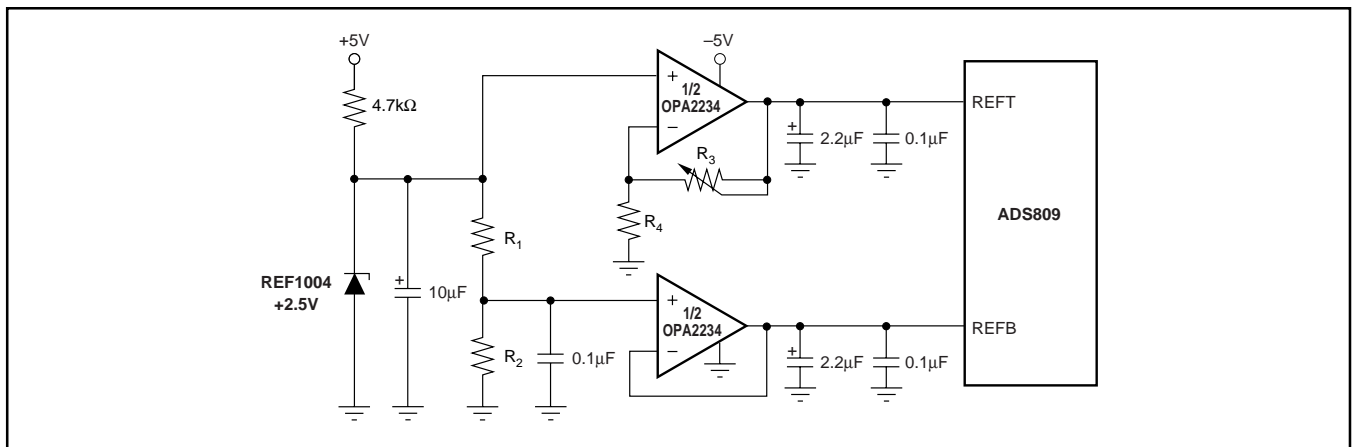 +5V
4.7kΩ
REF1004
+2.5V
+
10µF
R1
R2
0.1µF
–5V
+
1/2
OPA2234
–
R3
R4
+
2.2µF
0.1µF
REFT
+
1/2
OPA2234
–
+
2.2µF
0.1µF
REFB
ADS809